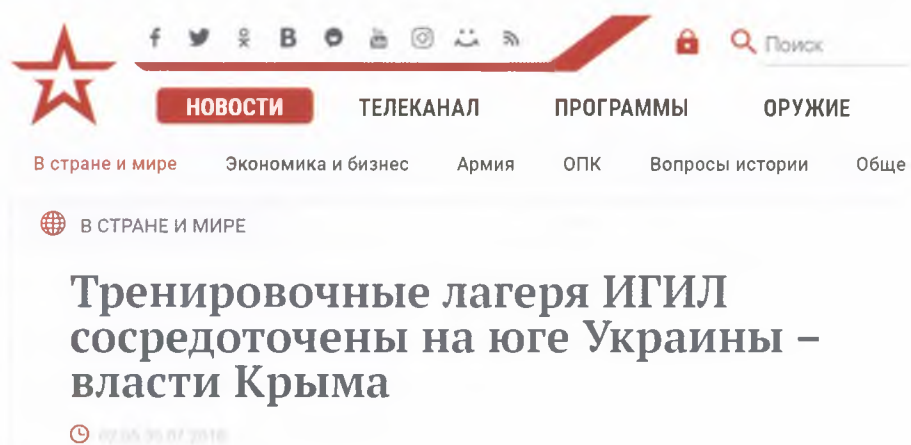 Поиск
НОВОСТИ ТЕЛЕКАНАЛ ПРОГРАММЫ ОРУЖИЕ
В стране и мире Экономика и бизнес Армия ОПК Вопросы истории Обще
В СТРАНЕ И МИРЕ
Тренировочные лагеря ИГИЛ
сосредоточены на юге Украины –
власти Крыма